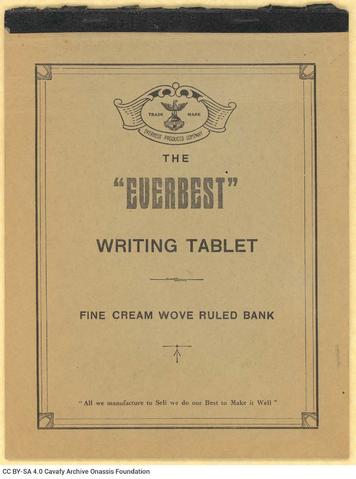 TRADE MARK
EVERBEST PRODUCTS COMPANY
THE
"EVERBEST"
WRITING TABLET
FINE CREAM WOVE RULED BANK
"All we manufacture to Sell we do our Best to Make it Well"
CC BY-SA 4.0 Cavafy Archive Onassis Foundation